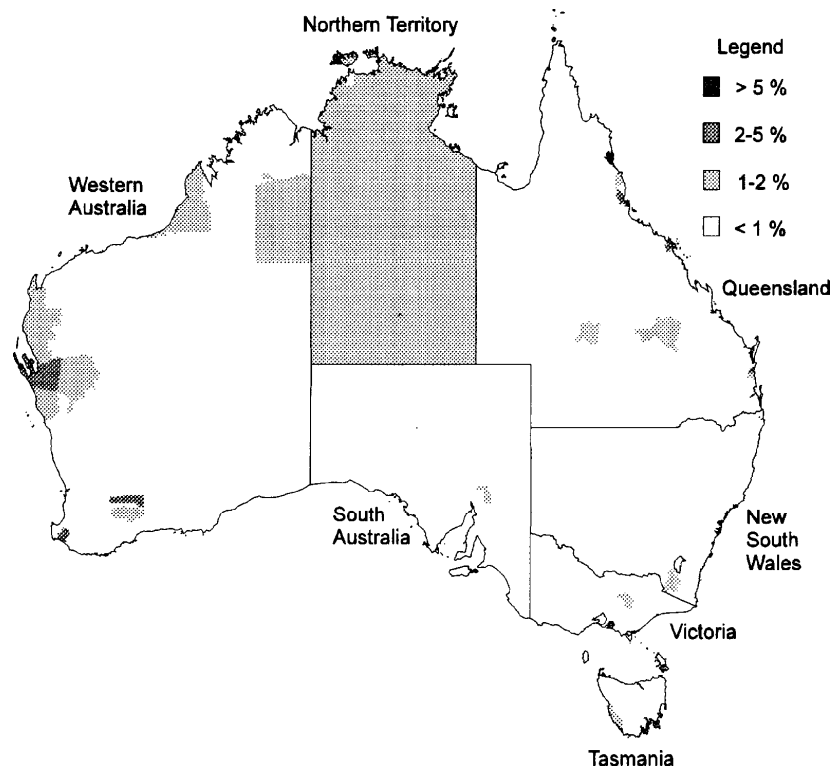 Northern Territory
Legend
> 5 %
2-5 %
1-2 %
< 1 %
Western
Australia
Queensland
South
Australia
New
South
Wales
Victoria
Tasmania